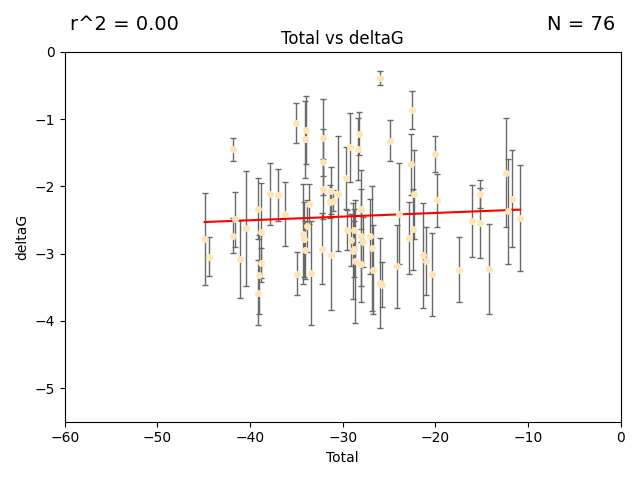 r^2 = 0.00
N = 76
Total vs deltaG
0
−1
−2
−3
−4
−5
deltaG
−60
−50
−40
−30
−20
−10
0
Total